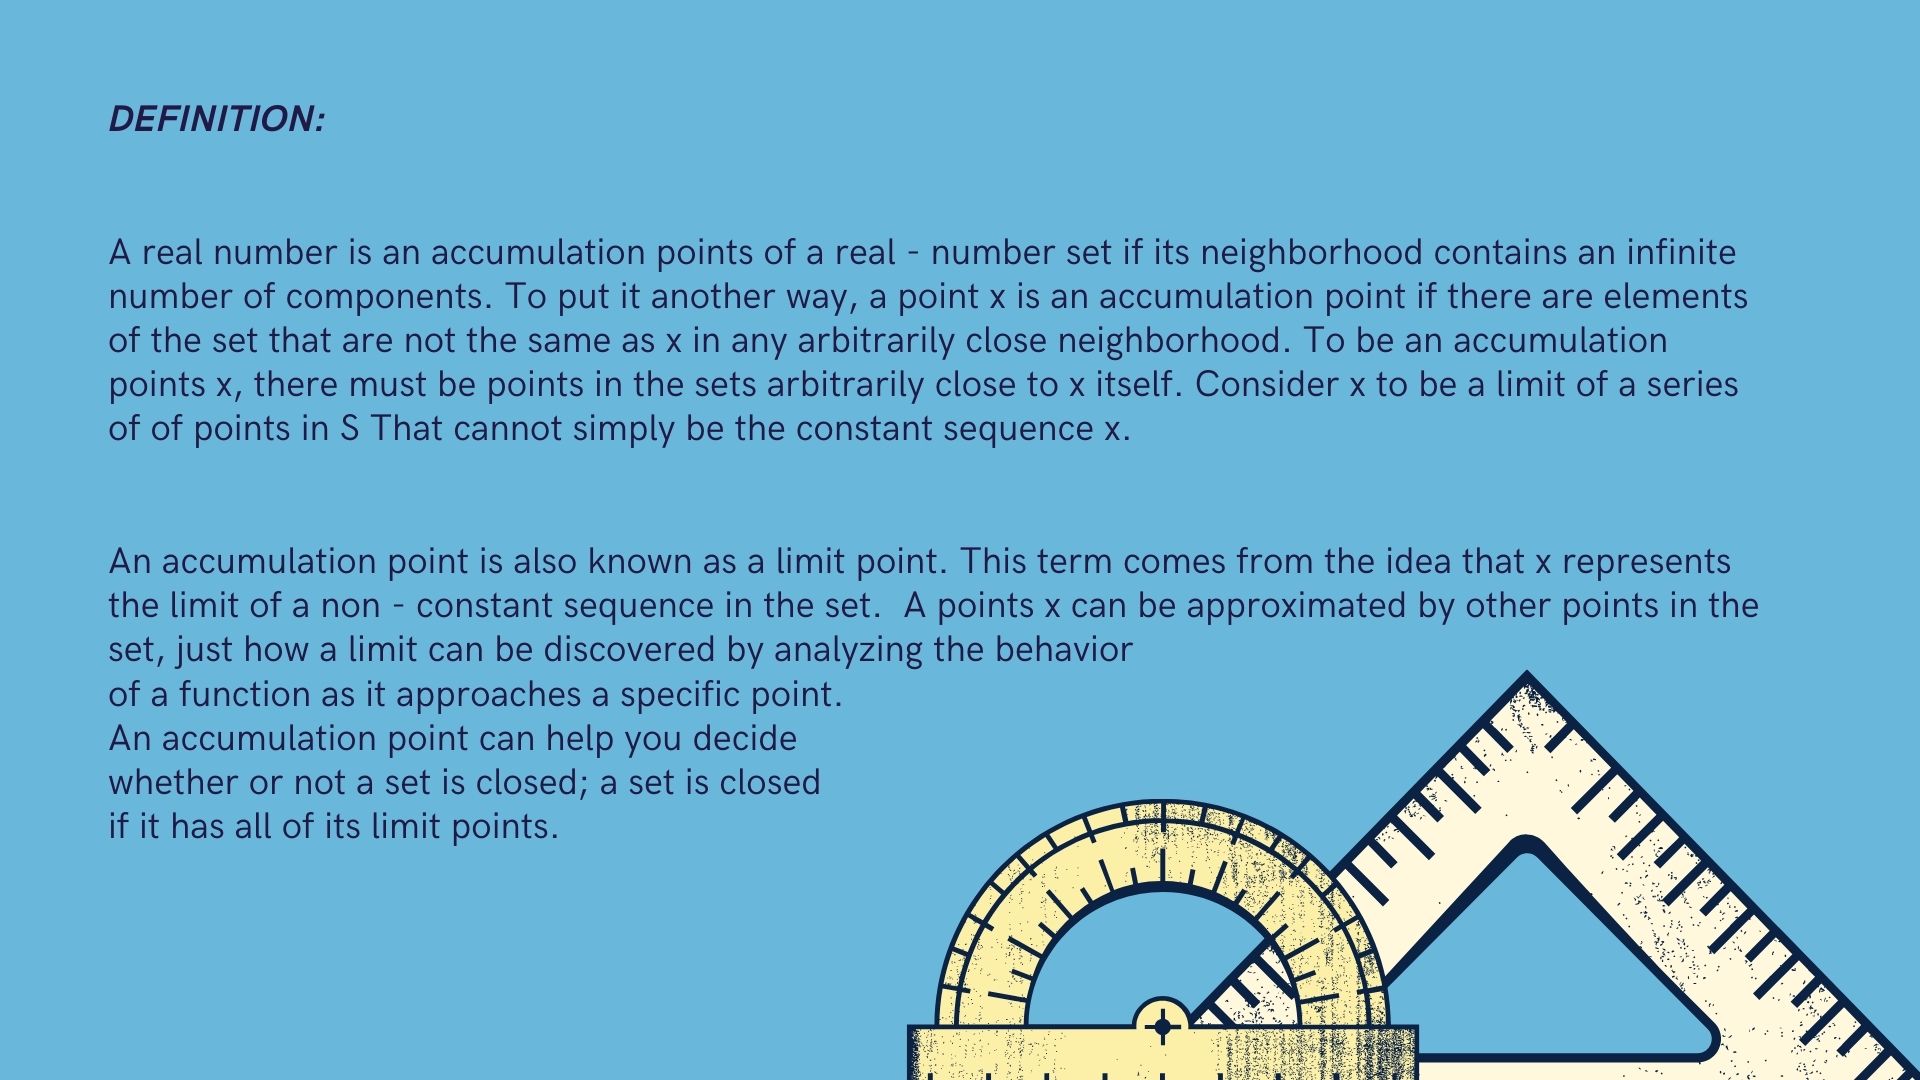 DEFINITION:
A real number is an accumulation points of a real - number set if its neighborhood contains an infinite
number of components. To put it another way, a point x is an accumulation point if there are elements
of the set that are not the same as x in any arbitrarily close neighborhood. To be an accumulation
points x, there must be points in the sets arbitrarily close to x itself. Consider x to be a limit of a series
of of points in S That cannot simply be the constant sequence x.
An accumulation point is also known as a limit point. This term comes from the idea that x represents
the limit of a non - constant sequence in the set.  A points x can be approximated by other points in the
set, just how a limit can be discovered by analyzing the behavior
of a function as it approaches a specific point.
An accumulation point can help you decide
whether or not a set is closed; a set is closed
if it has all of its limit points.